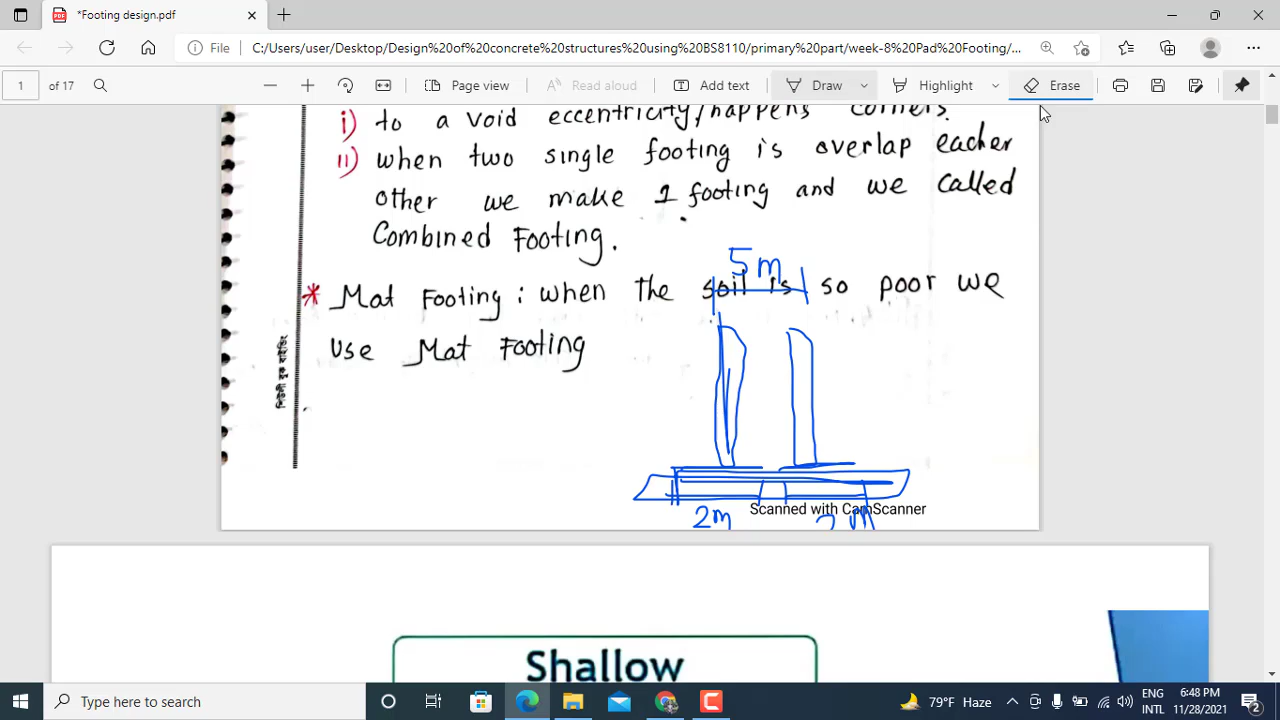 *Footing design.pdf
File
C:/Users/user/Desktop/Design%20of%20concrete%20structures%20using%20BS8110/primary%20part/week-8%20Pad%20Footing/...
1 of 17
Page view
Read aloud
Add text
Draw
Highlight
Erase
i) to a void eccentricity/happens corners.
ii) when two single footing is overlap eacher
other we make 1 footing and we called
Combined Footing.
5m
* Mat Footing : when the soil is so poor we
use Mat Footing
2m
Scanned with CamScanner
Shallow
Type here to search
79°F Haze
ENG
INTL
6:48 PM
11/28/2021
2